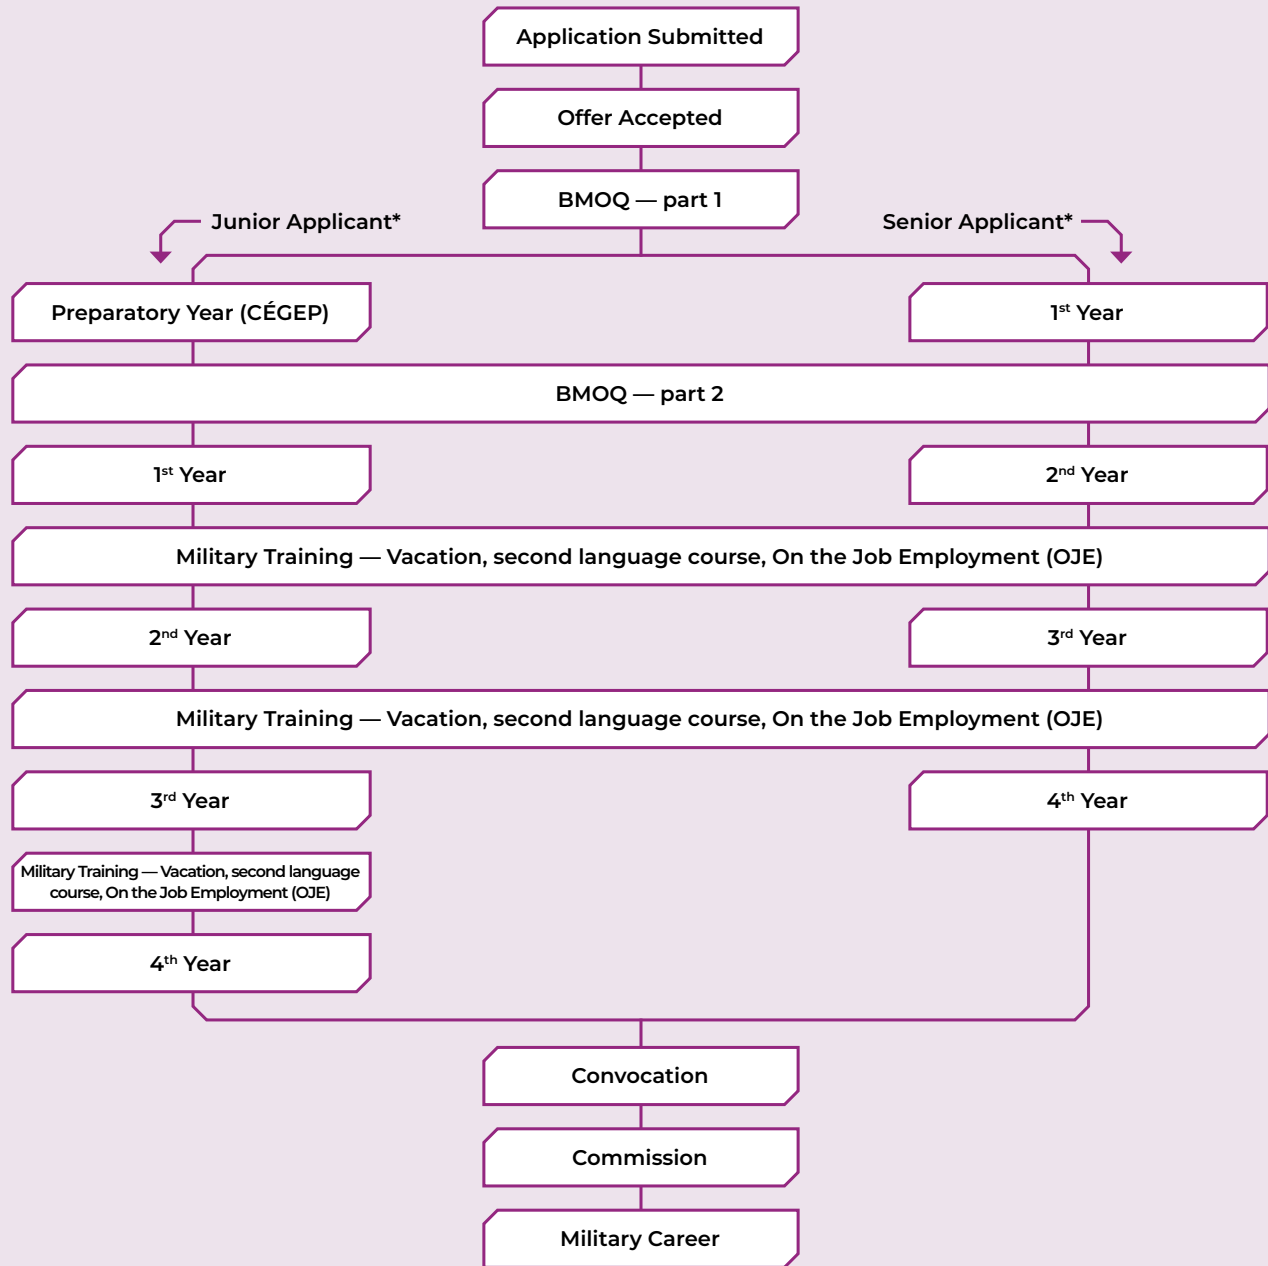 Application Submitted
Offer Accepted
BMOQ — part 1
Junior Applicant*
Senior Applicant*
Preparatory Year (CÉGEP)
1st Year
BMOQ — part 2
1st Year
2nd Year
Military Training — Vacation, second language course, On the Job Employment (OJE)
2nd Year
3rd Year
Military Training — Vacation, second language course, On the Job Employment (OJE)
3rd Year
4th Year
Military Training — Vacation, second language
course, On the Job Employment (OJE)
4th Year
Convocation
Commission
Military Career